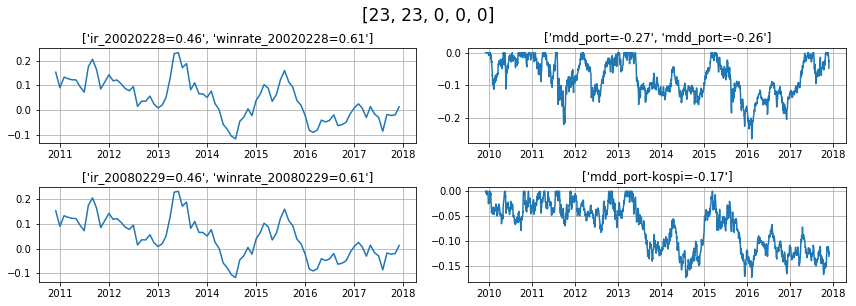 [23, 23, 0, 0, 0]
['ir_20020228=0.46', 'winrate_20020228=0.61']
0.2
0.1
0.0
−0.1
2011 2012 2013 2014 2015 2016 2017 2018
['mdd_port=-0.27', 'mdd_port=-0.26']
0.0
−0.1
−0.2
2010 2011 2012 2013 2014 2015 2016 2017 2018
['ir_20080229=0.46', 'winrate_20080229=0.61']
0.2
0.1
0.0
−0.1
2011 2012 2013 2014 2015 2016 2017 2018
['mdd_port-kospi=-0.17']
0.00
−0.05
−0.10
−0.15
2010 2011 2012 2013 2014 2015 2016 2017 2018